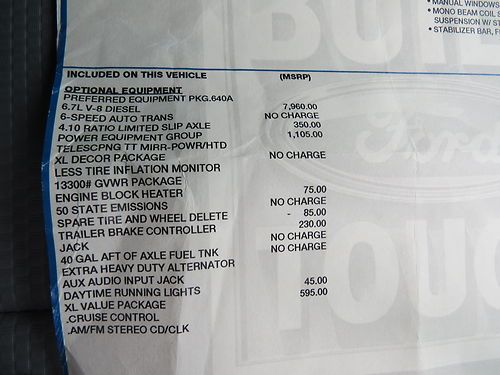 • MANUAL WINDOWS
• MONO BEAM COIL
SUSPENSION W/
• STABILIZER BAR,
INCLUDED ON THIS VEHICLE (MSRP)
OPTIONAL EQUIPMENT
PREFERRED EQUIPMENT PKG.640A
6.7L V-8 DIESEL 7,960.00
6-SPEED AUTO TRANS NO CHARGE
4.10 RATIO LIMITED SLIP AXLE 350.00
POWER EQUIPMENT GROUP 1,105.00
TELESCPNG TT MIRR-POWR/HTD
XL DECOR PACKAGE NO CHARGE
LESS TIRE INFLATION MONITOR
13300# GVWR PACKAGE
ENGINE BLOCK HEATER 75.00
50 STATE EMISSIONS NO CHARGE
SPARE TIRE AND WHEEL DELETE - 85.00
TRAILER BRAKE CONTROLLER 230.00
JACK NO CHARGE
40 GAL AFT OF AXLE FUEL TNK NO CHARGE
EXTRA HEAVY DUTY ALTERNATOR
AUX AUDIO INPUT JACK
DAYTIME RUNNING LIGHTS 45.00
XL VALUE PACKAGE 595.00
.CRUISE CONTROL
.AM/FM STEREO CD/CLK
Ford